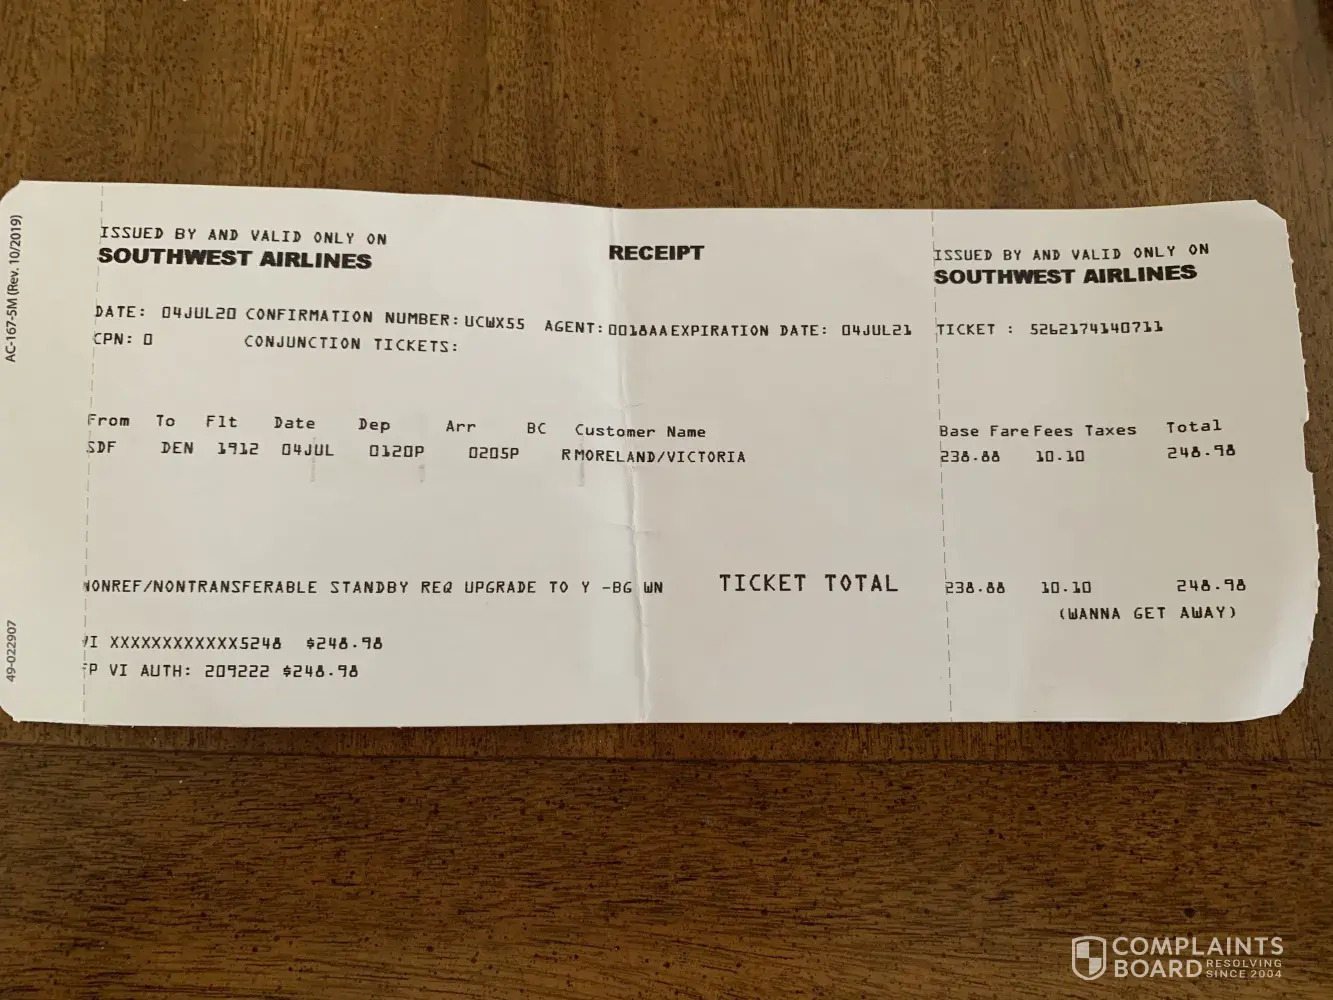 AC-167-5M (Rev. 10/2019)
49-022907
ISSUED BY AND VALID ONLY ON
SOUTHWEST AIRLINES
RECEIPT
ISSUED BY AND VALID ONLY ON
SOUTHWEST AIRLINES
DATE: 04JUL20 CONFIRMATION NUMBER: UCWX55 AGENT: 0018AA EXPIRATION DATE: 04JUL21 TICKET : 5262174140711
CPN: 0 CONJUNCTION TICKETS:
From To Flt Date Dep Arr BC Customer Name Base Fare Fees Taxes Total
SDF DEN 1912 04JUL 0120P 0205P R MORELAND/VICTORIA 238.88 10.10 248.98
NONREF/NONTRANSFERABLE STANDBY REQ UPGRADE TO Y -BG WN TICKET TOTAL 238.88 10.10 248.98
(WANNA GET AWAY)
VI XXXXXXXXXXXX5248 $248.98
FP VI AUTH: 209222 $248.98
COMPLAINTS
BOARD RESOLVING
SINCE 2004